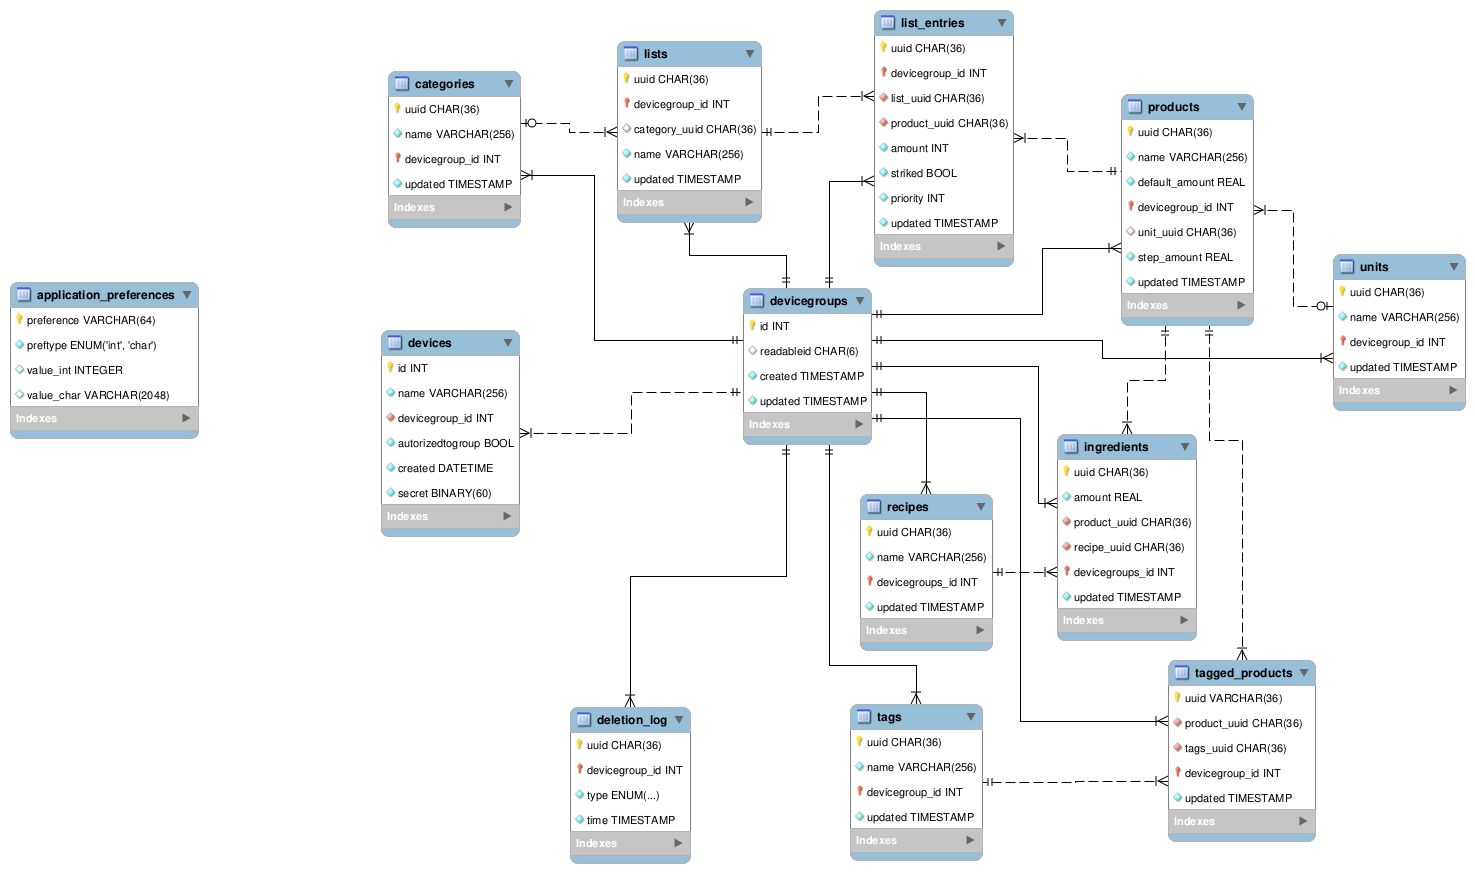 list_entries
uuid CHAR(36)
devicegroup_id INT
list_uuid CHAR(36)
product_uuid CHAR(36)
amount INT
striked BOOL
priority INT
updated TIMESTAMP
Indexes
lists
uuid CHAR(36)
devicegroup_id INT
category_uuid CHAR(36)
name VARCHAR(256)
updated TIMESTAMP
Indexes
categories
uuid CHAR(36)
name VARCHAR(256)
devicegroup_id INT
updated TIMESTAMP
Indexes
products
uuid CHAR(36)
name VARCHAR(256)
default_amount REAL
devicegroup_id INT
unit_uuid CHAR(36)
step_amount REAL
updated TIMESTAMP
Indexes
units
uuid CHAR(36)
name VARCHAR(256)
devicegroup_id INT
updated TIMESTAMP
Indexes
application_preferences
preference VARCHAR(64)
preftype ENUM('int', 'char')
value_int INTEGER
value_char VARCHAR(2048)
Indexes
devices
id INT
name VARCHAR(256)
devicegroup_id INT
autorizedtogroup BOOL
created DATETIME
secret BINARY(60)
Indexes
devicegroups
id INT
readableid CHAR(6)
created TIMESTAMP
updated TIMESTAMP
Indexes
ingredients
uuid CHAR(36)
amount REAL
product_uuid CHAR(36)
recipe_uuid CHAR(36)
devicegroups_id INT
updated TIMESTAMP
Indexes
recipes
uuid CHAR(36)
name VARCHAR(256)
devicegroups_id INT
updated TIMESTAMP
Indexes
tagged_products
uuid VARCHAR(36)
product_uuid CHAR(36)
tags_uuid CHAR(36)
devicegroup_id INT
updated TIMESTAMP
Indexes
deletion_log
uuid CHAR(36)
devicegroup_id INT
type ENUM(...)
time TIMESTAMP
Indexes
tags
uuid CHAR(36)
name VARCHAR(256)
devicegroup_id INT
updated TIMESTAMP
Indexes